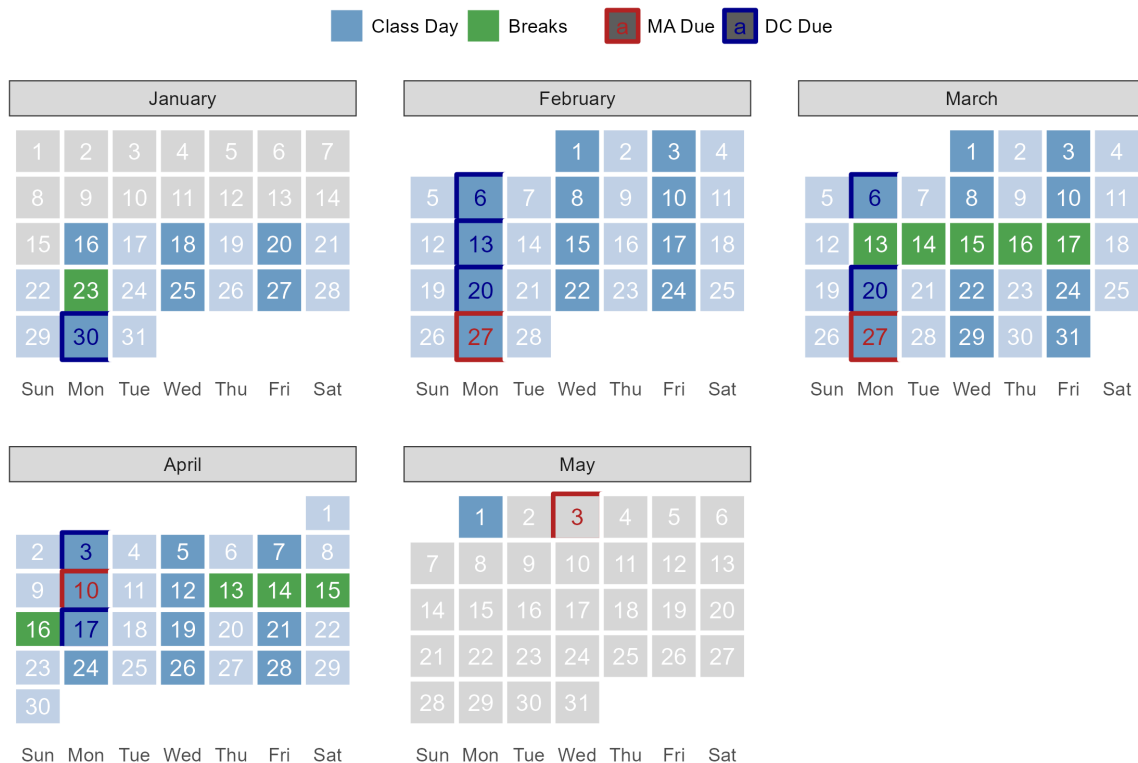 Class Day Breaks a MA Due a DC Due
January February March
1 2 3 4 5 6 7 1 2 3 4 1 2 3 4
8 9 10 11 12 13 14 5 6 7 8 9 10 11 5 6 7 8 9 10 11
15 16 17 18 19 20 21 12 13 14 15 16 17 18 12 13 14 15 16 17 18
22 23 24 25 26 27 28 19 20 21 22 23 24 25 19 20 21 22 23 24 25
29 30 31 26 27 28 26 27 28 29 30 31
Sun Mon Tue Wed Thu Fri Sat Sun Mon Tue Wed Thu Fri Sat Sun Mon Tue Wed Thu Fri Sat
April May
1 1 2 3 4 5 6
2 3 4 5 6 7 8 7 8 9 10 11 12 13
9 10 11 12 13 14 15 14 15 16 17 18 19 20
16 17 18 19 20 21 22 21 22 23 24 25 26 27
23 24 25 26 27 28 29 28 29 30 31
30
Sun Mon Tue Wed Thu Fri Sat Sun Mon Tue Wed Thu Fri Sat